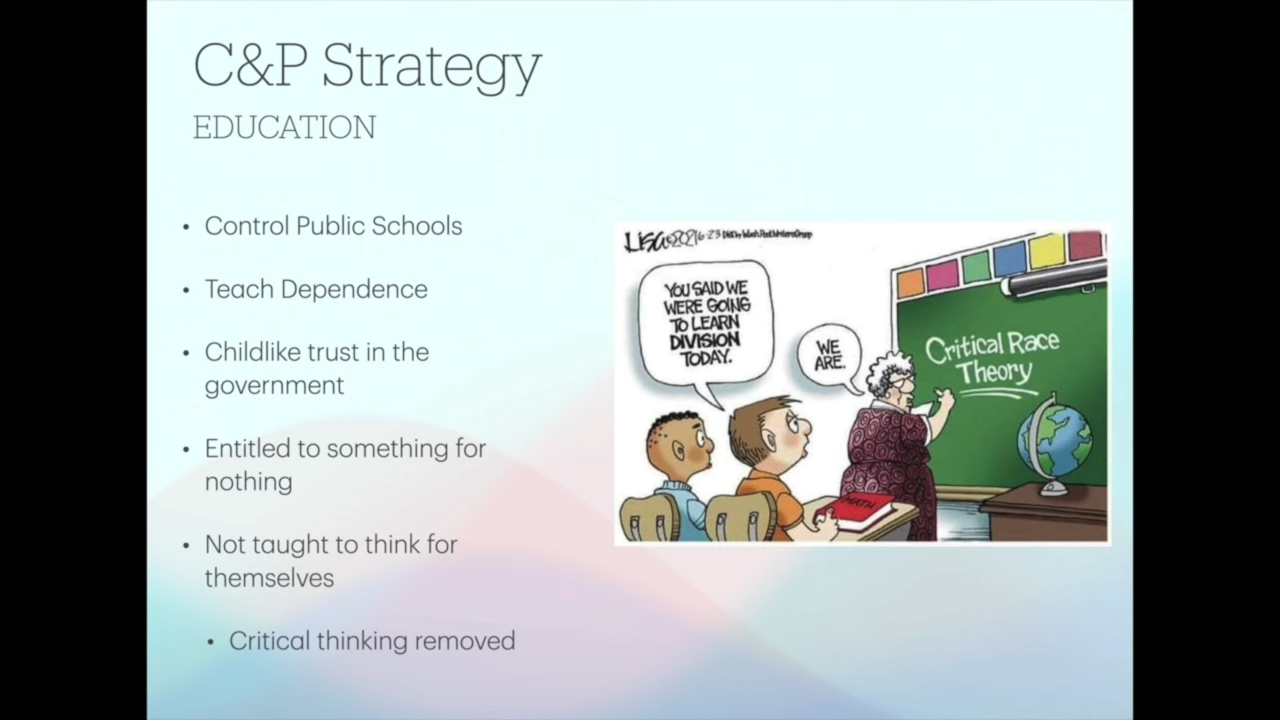 C&P Strategy
EDUCATION
• Control Public Schools
• Teach Dependence
• Childlike trust in the
government
• Entitled to something for
nothing
• Not taught to think for
themselves
• Critical thinking removed
YOU SAID WE
WERE GOING
TO LEARN
DIVISION
TODAY.
WE
ARE.
Critical Race
Theory
MATH